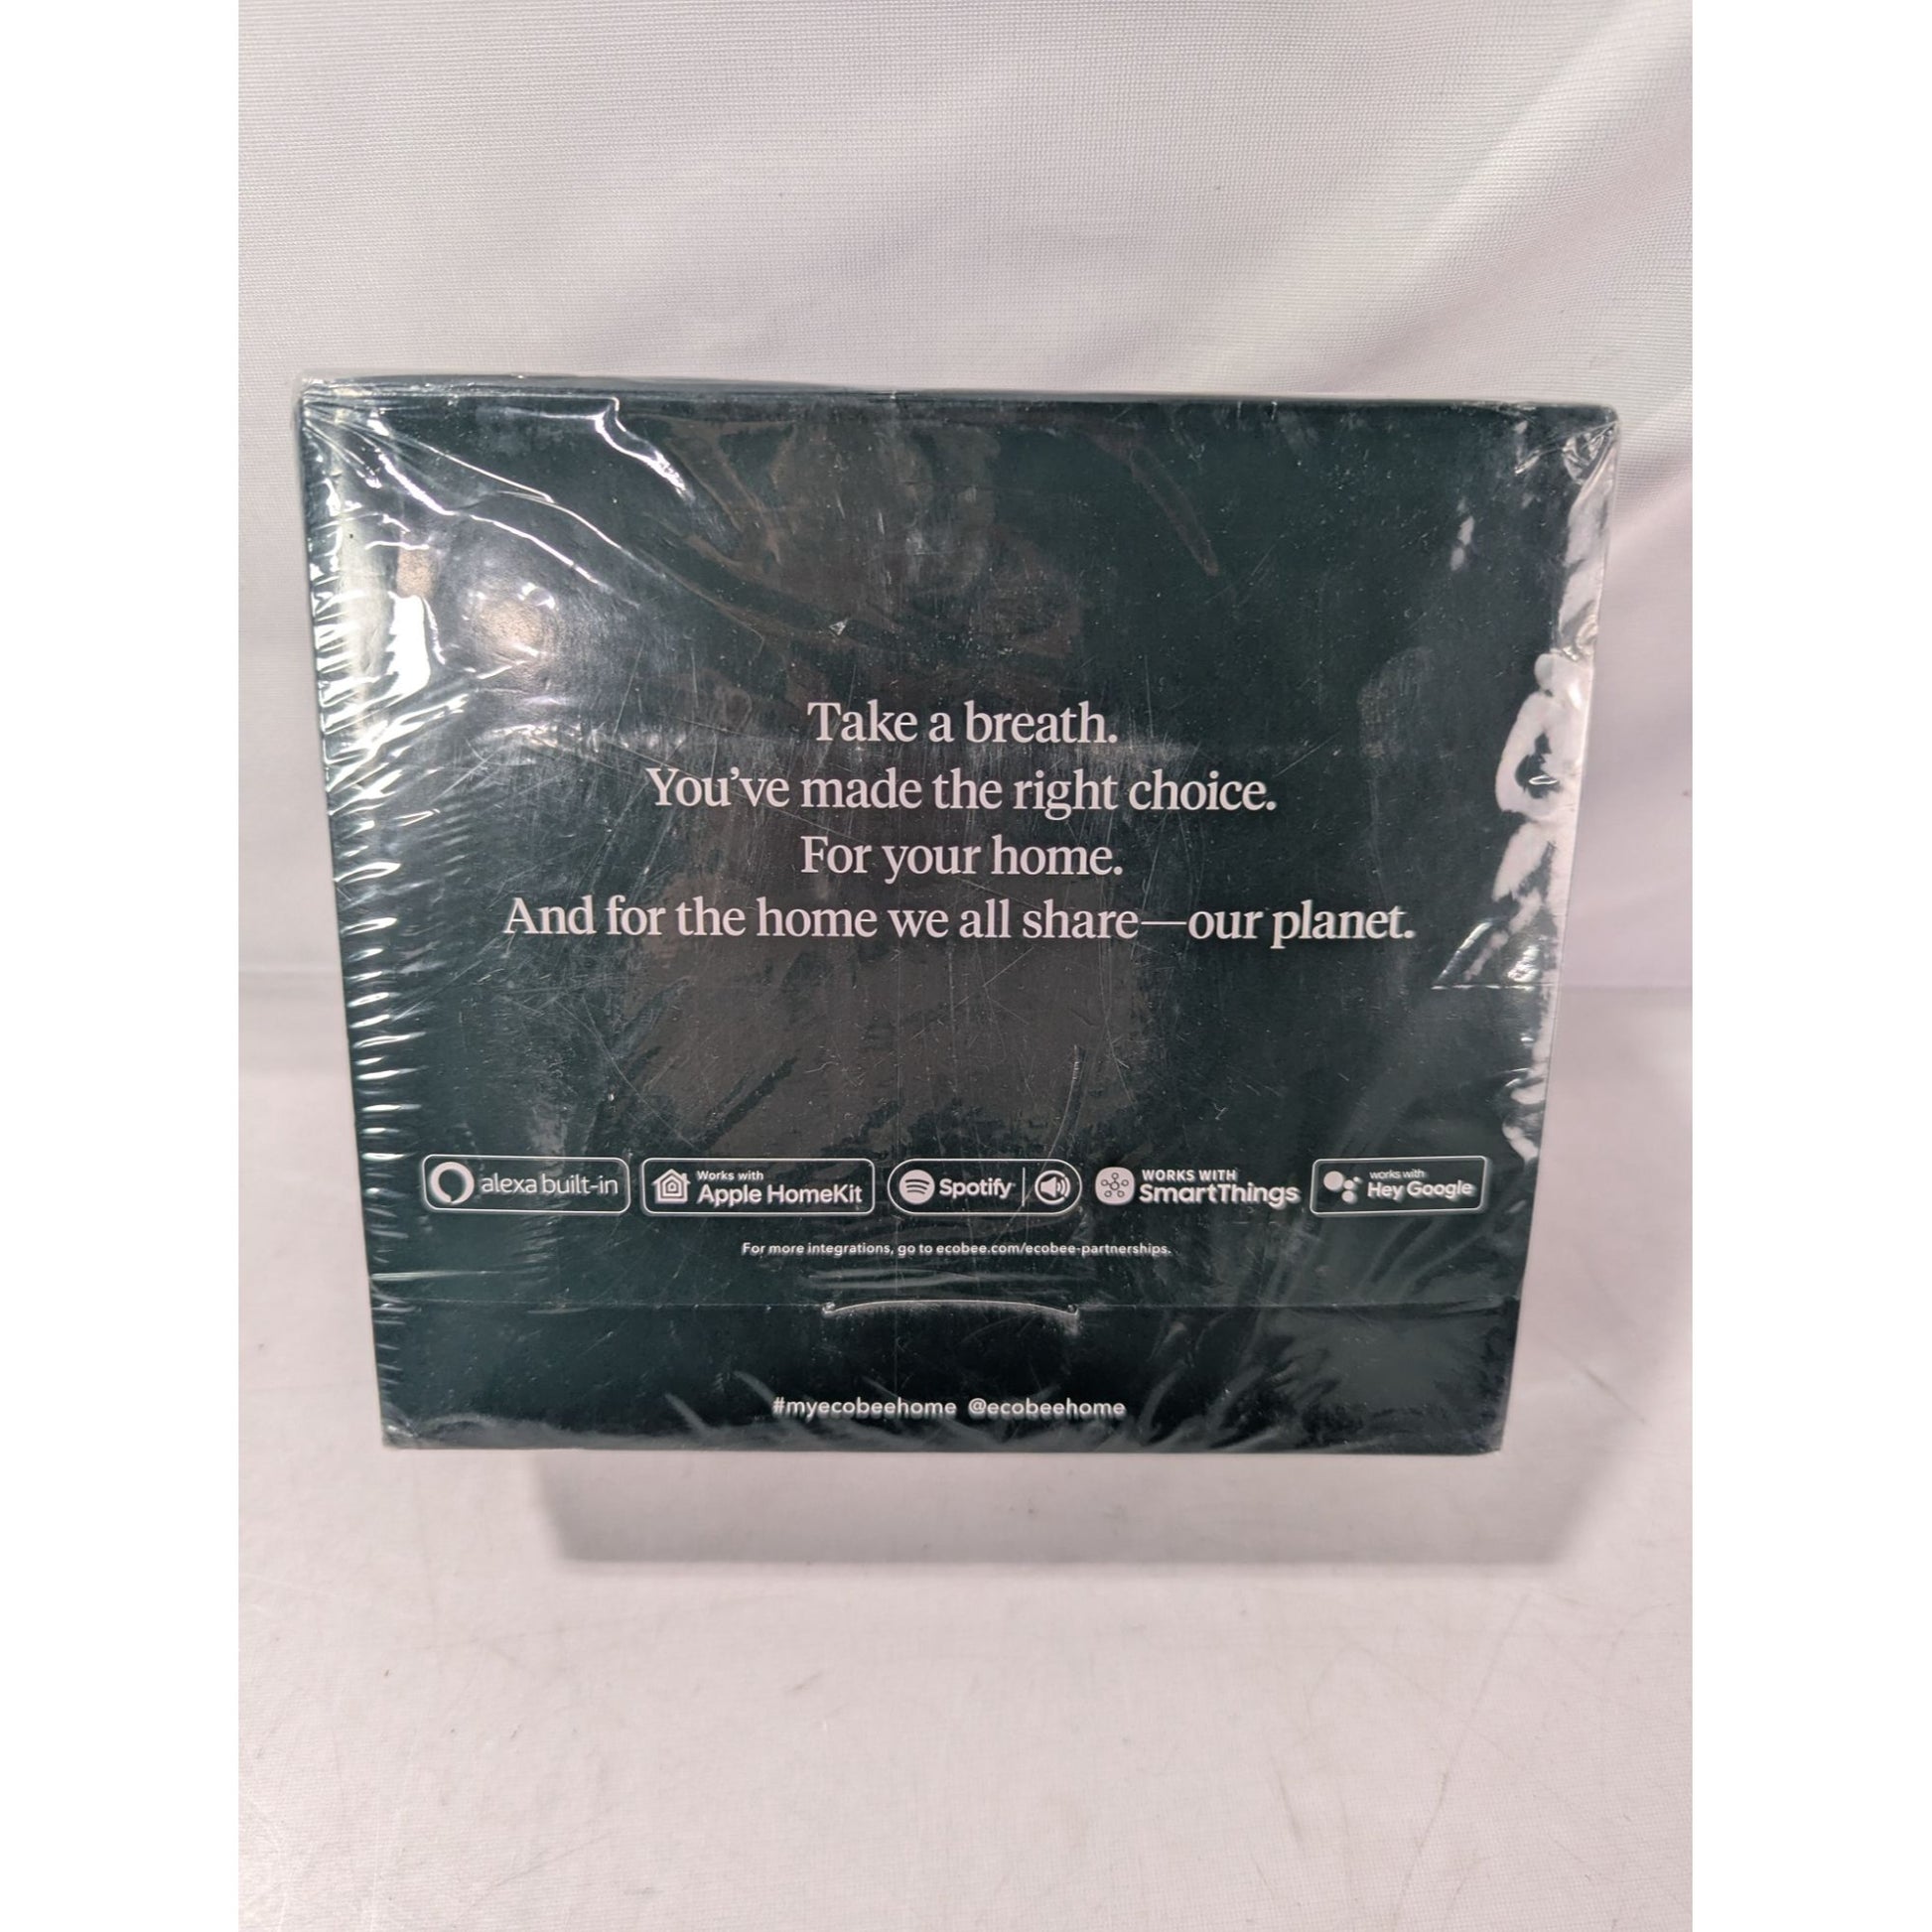 Take a breath.
You've made the right choice.
For your home.
And for the home we all share—our planet.
alexa built-in
Works with
Apple HomeKit
Spotify
WORKS WITH
SmartThings
works with
Hey Google
For more integrations, go to ecobee.com/ecobee-partnerships.
#myecobeehome @ecobeehome